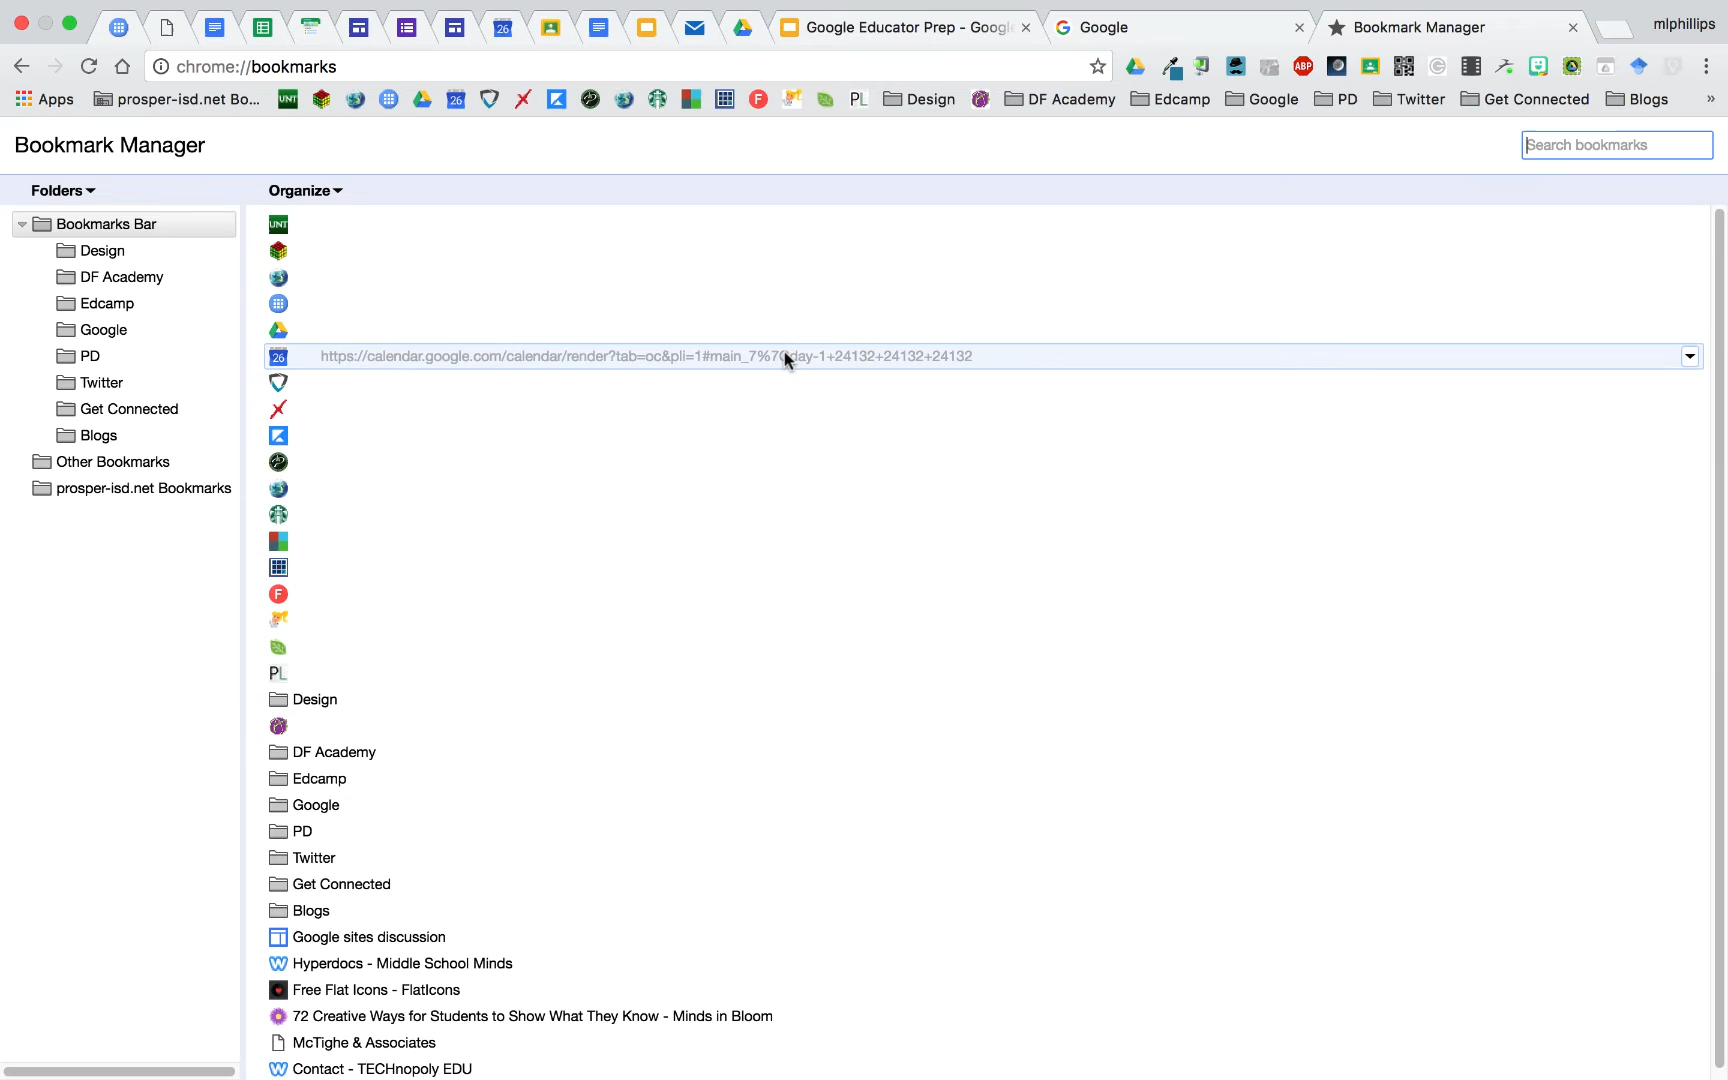 Google Educator Prep - Googl
Google
Bookmark Manager
mlphillips
chrome://bookmarks
Apps
prosper-isd.net Bo...
UNT
26
F
PL
Design
DF Academy
Edcamp
Google
PD
Twitter
Get Connected
Blogs
»
Bookmark Manager
Search bookmarks
Folders
Organize
Bookmarks Bar
Design
DF Academy
Edcamp
Google
PD
Twitter
Get Connected
Blogs
Other Bookmarks
prosper-isd.net Bookmarks
UNT
26 https://calendar.google.com/calendar/render?tab=oc&pli=1#main_7%7Cday-1+24132+24132+24132
F
PL
Design
DF Academy
Edcamp
Google
PD
Twitter
Get Connected
Blogs
Google sites discussion
Hyperdocs - Middle School Minds
Free Flat Icons - FlatIcons
72 Creative Ways for Students to Show What They Know - Minds in Bloom
McTighe & Associates
Contact - TECHnopoly EDU